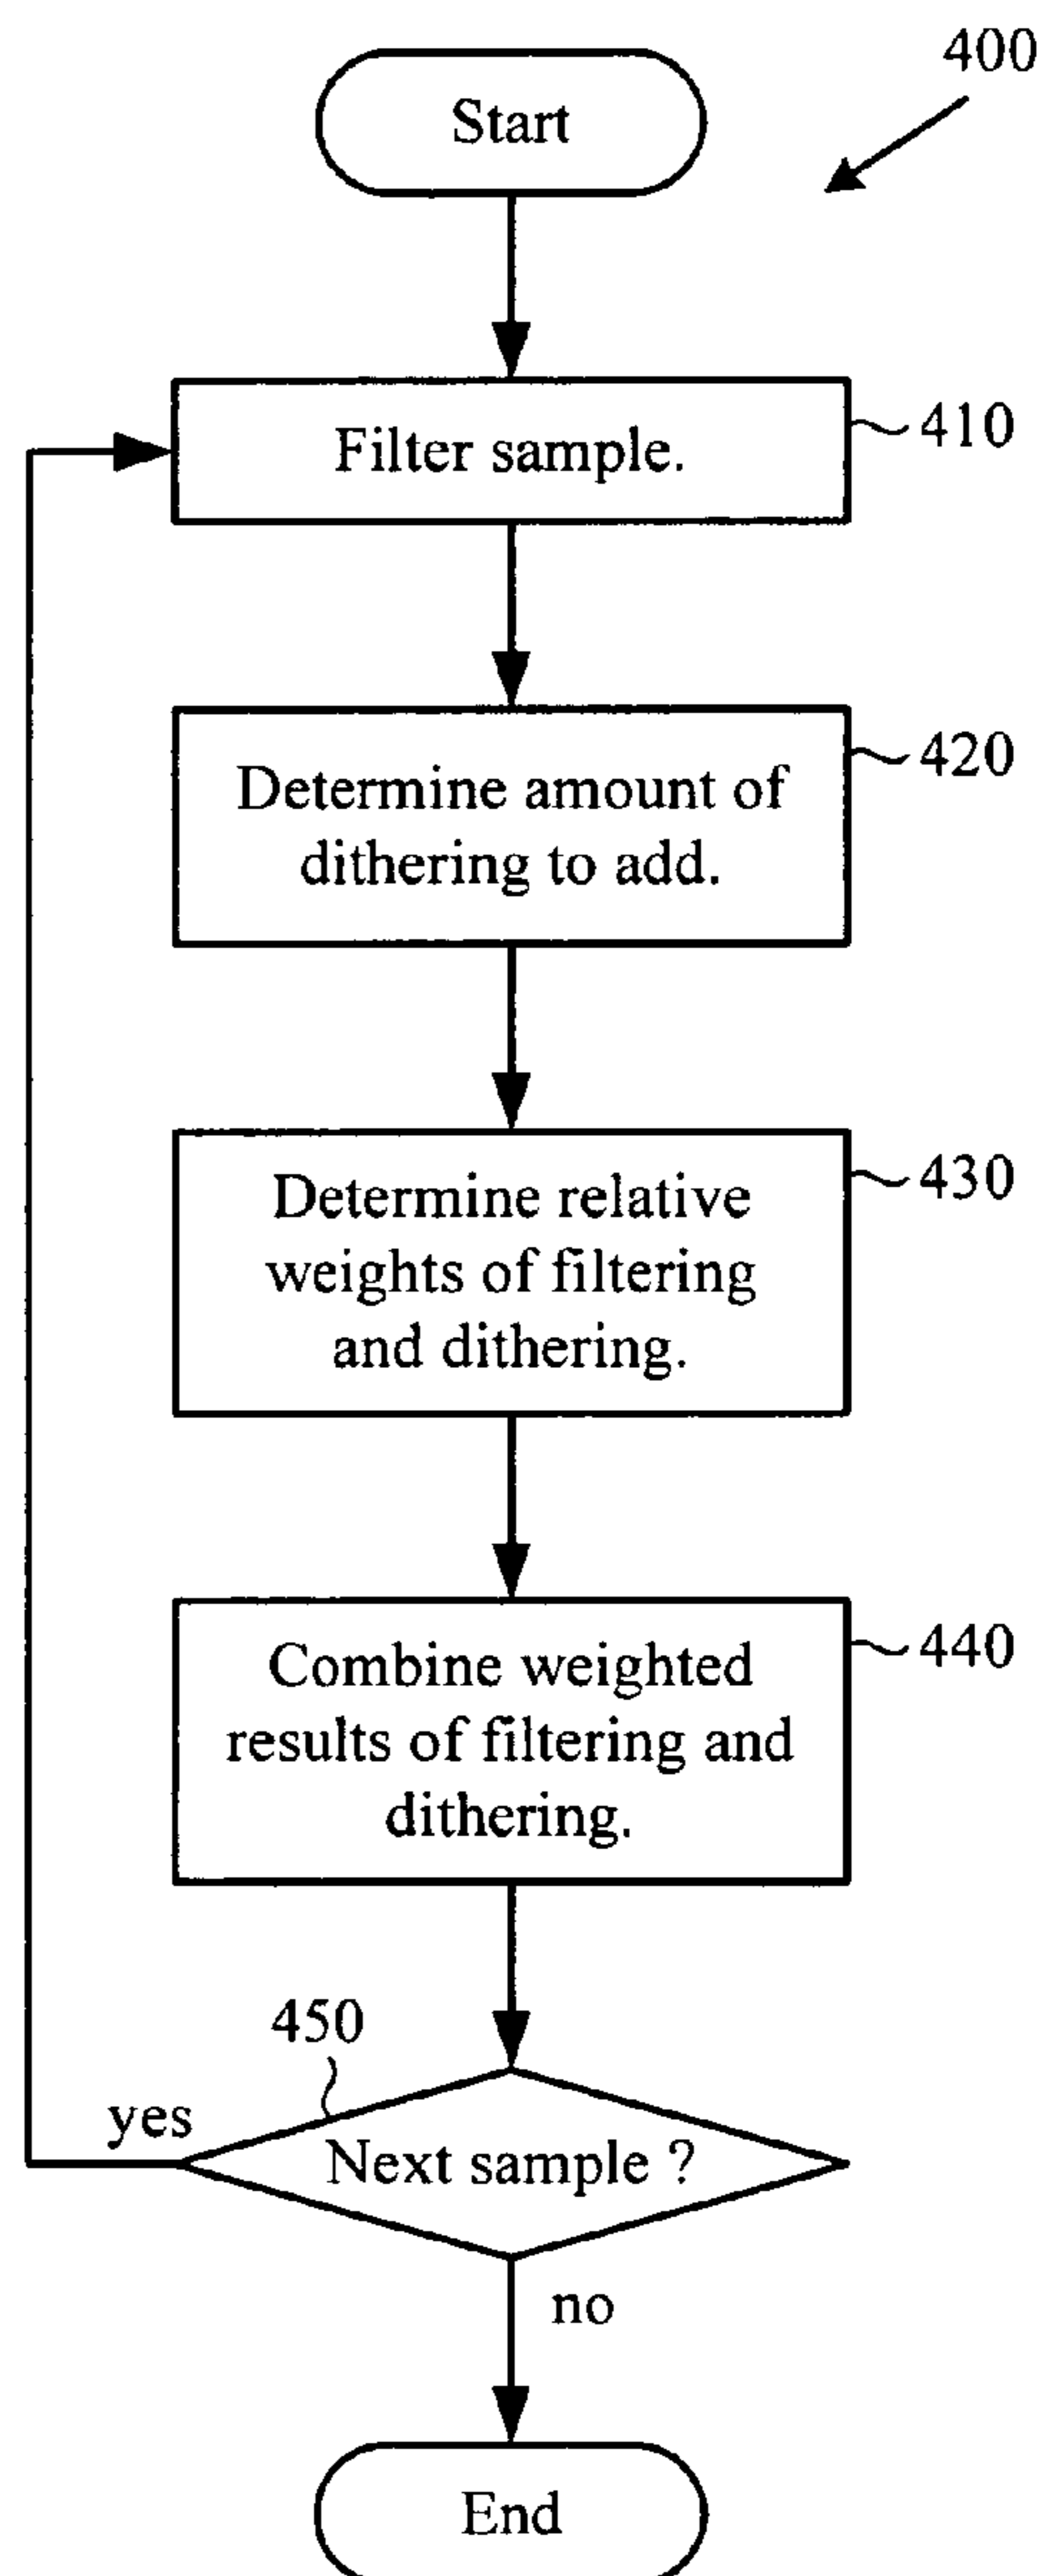 400
Start
Filter sample.
410
Determine amount of
dithering to add.
420
Determine relative
weights of filtering
and dithering.
430
Combine weighted
results of filtering and
dithering.
440
450
yes
Next sample ?
no
End